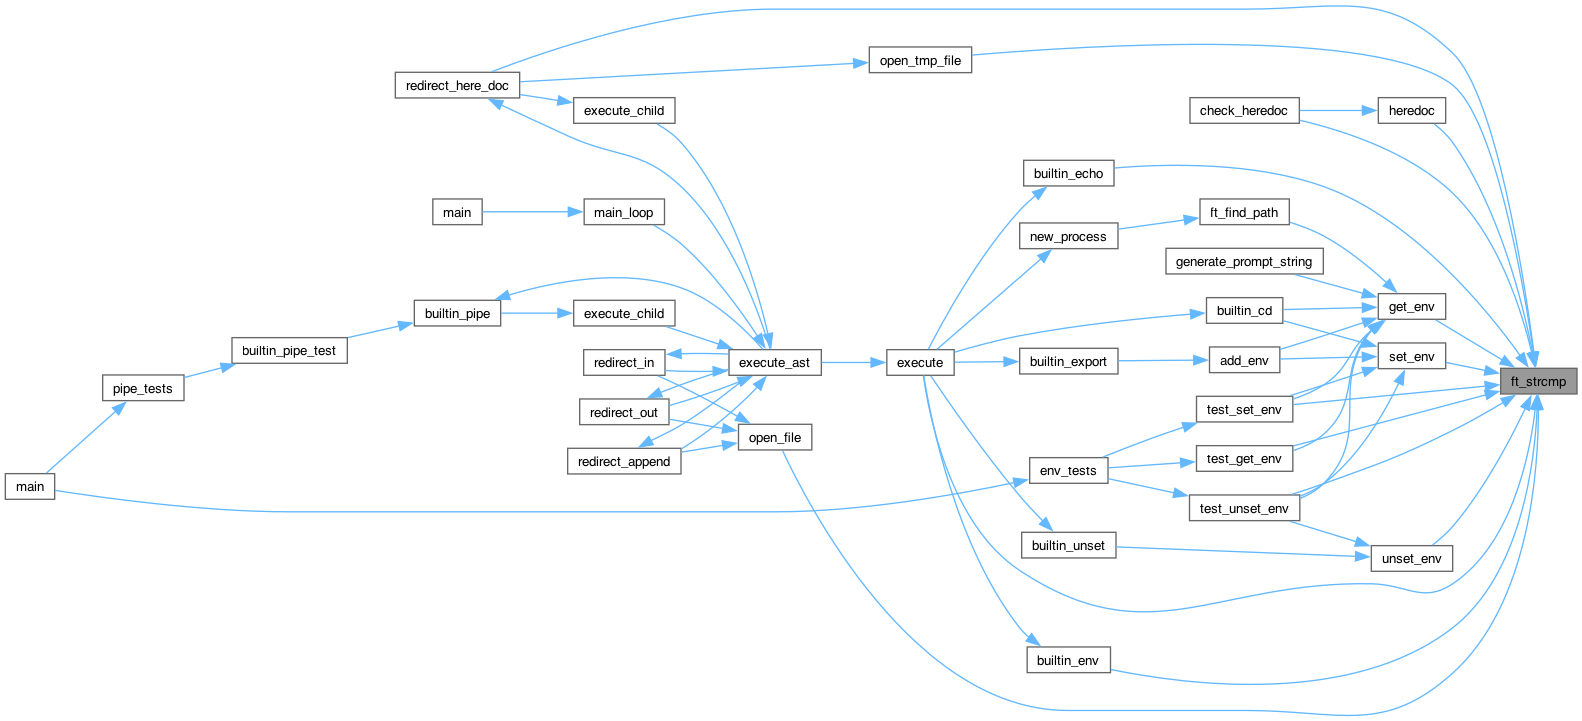 redirect_here_doc
open_tmp_file
execute_child
check_heredoc
heredoc
builtin_echo
main
main_loop
ft_find_path
new_process
generate_prompt_string
builtin_pipe
execute_child
builtin_cd
get_env
builtin_pipe_test
redirect_in
execute_ast
execute
builtin_export
add_env
set_env
pipe_tests
ft_strcmp
redirect_out
test_set_env
open_file
redirect_append
test_get_env
env_tests
main
test_unset_env
builtin_unset
unset_env
builtin_env